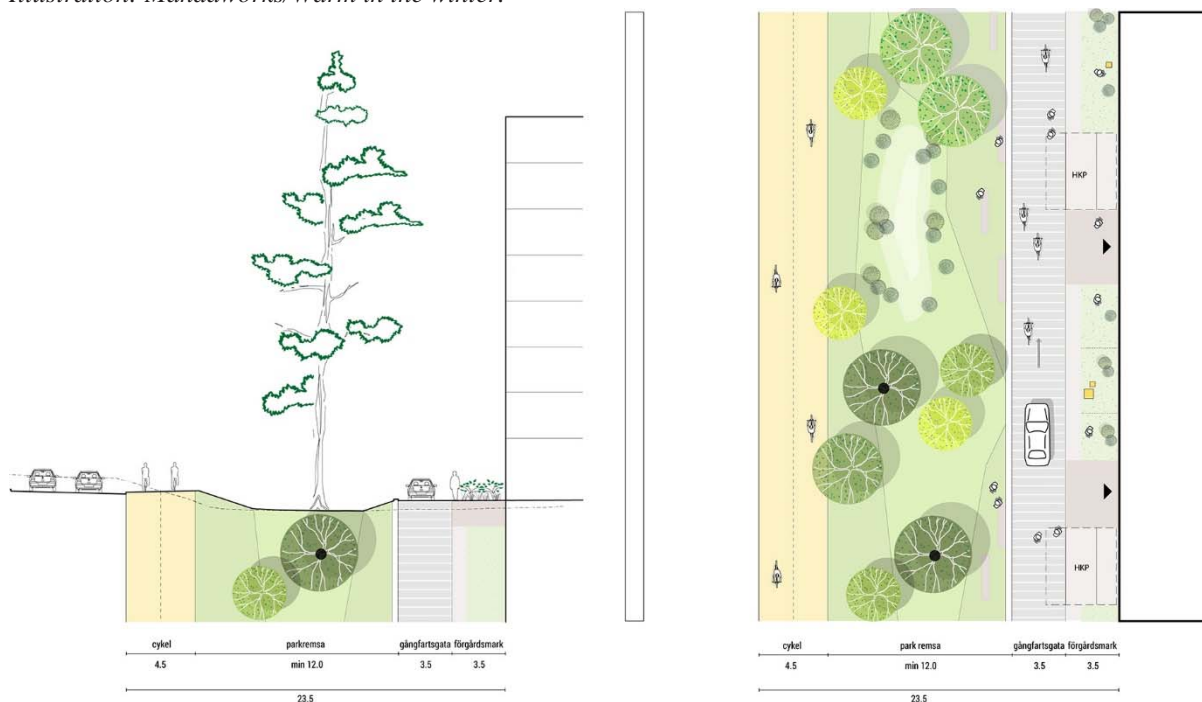 Illustration: Mandaworks/Warm in the Winter.
HKP
HKP
cykel parkremsa gångfartsgata förgårdsmark
4.5 min 12.0 3.5 3.5
23.5
cykel park remsa gångfartsgata förgårdsmark
4.5 min 12.0 3.5 3.5
23.5